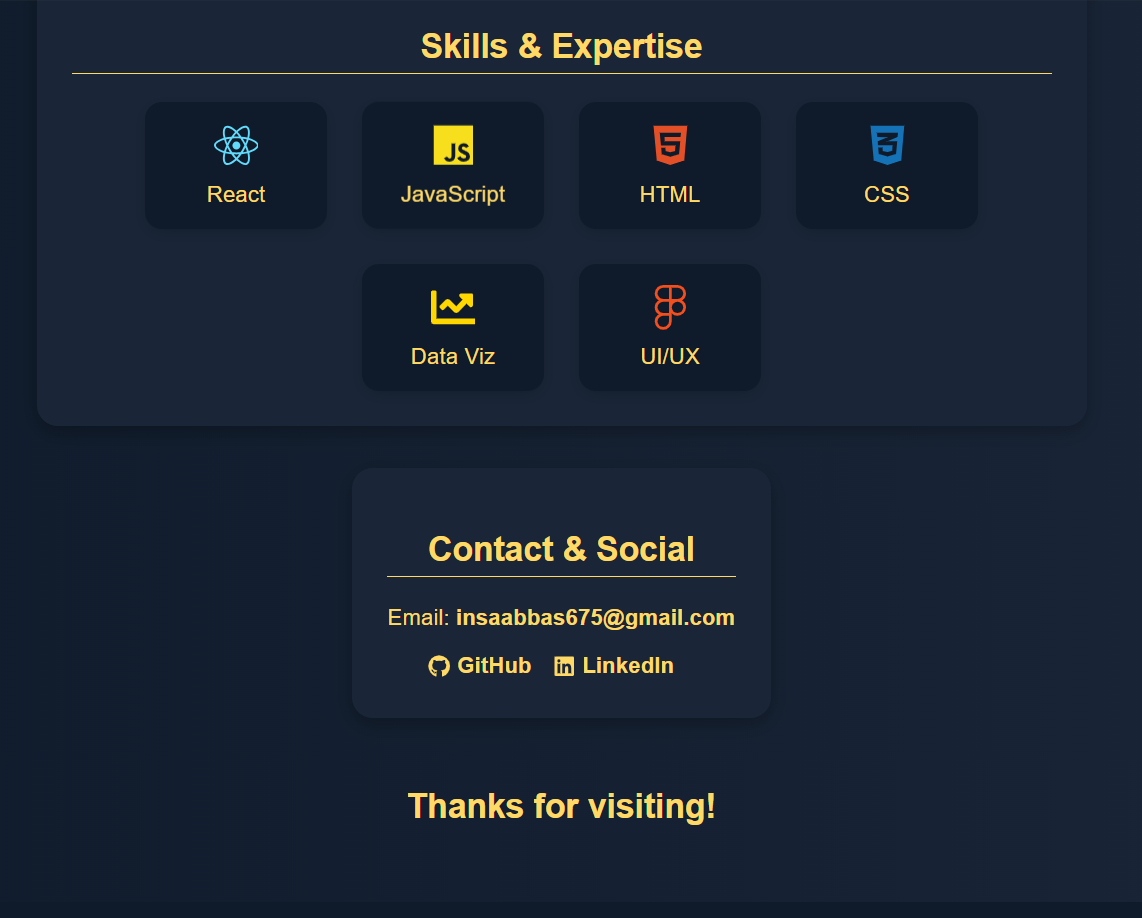 Skills & Expertise
JS
React JavaScript HTML CSS
Data Viz UI/UX
Contact & Social
Email: insaabbas675@gmail.com
GitHub in LinkedIn
Thanks for visiting!